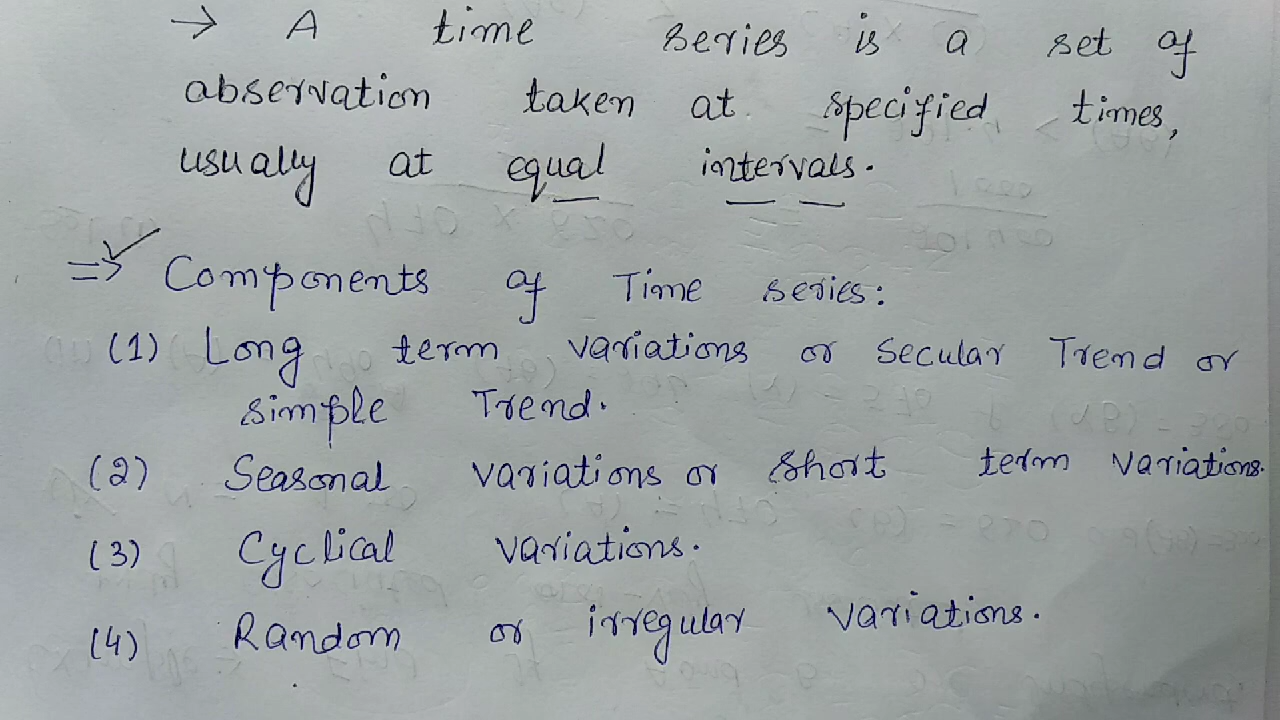 → A time series is a set of
observation taken at specified times,
usually at equal intervals.
⇒ Components of Time series:
(1) Long term variations or Secular Trend or
simple Trend.
(2) Seasonal variations or short term variations.
(3) Cyclical variations.
(4) Random or irregular variations.